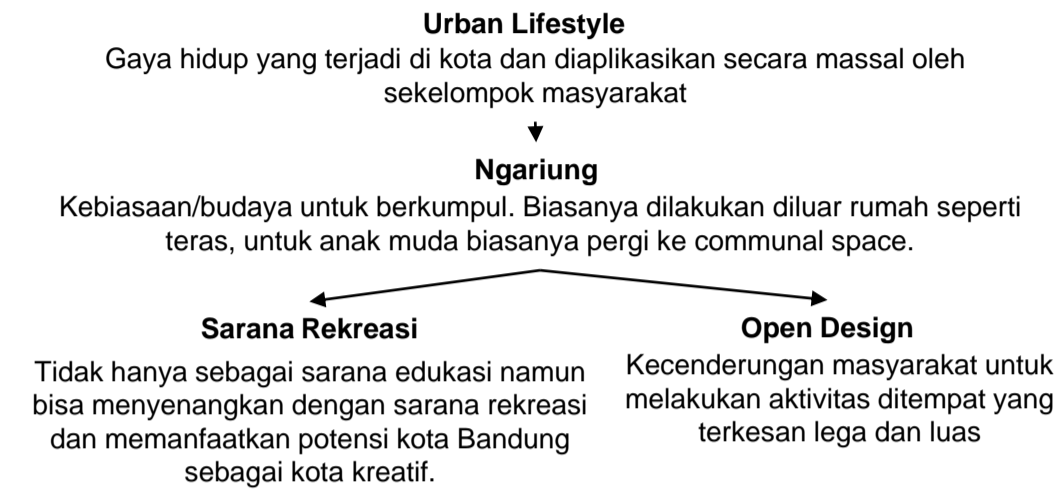 Urban Lifestyle
Gaya hidup yang terjadi di kota dan diaplikasikan secara massal oleh
sekelompok masyarakat
Ngariung
Kebiasaan/budaya untuk berkumpul. Biasanya dilakukan diluar rumah seperti
teras, untuk anak muda biasanya pergi ke communal space.
Sarana Rekreasi
Tidak hanya sebagai sarana edukasi namun
bisa menyenangkan dengan sarana rekreasi
dan memanfaatkan potensi kota Bandung
sebagai kota kreatif.
Open Design
Kecenderungan masyarakat untuk
melakukan aktivitas ditempat yang
terkesan lega dan luas